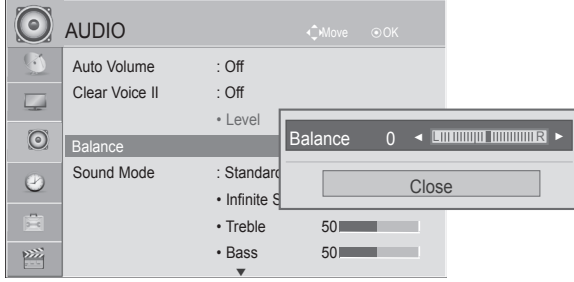 AUDIO
Move OK
Auto Volume : Off
Clear Voice II : Off
• Level
Balance
Balance 0 L R
Sound Mode : Standard
Close
• Infinite S
• Treble 50
• Bass 50